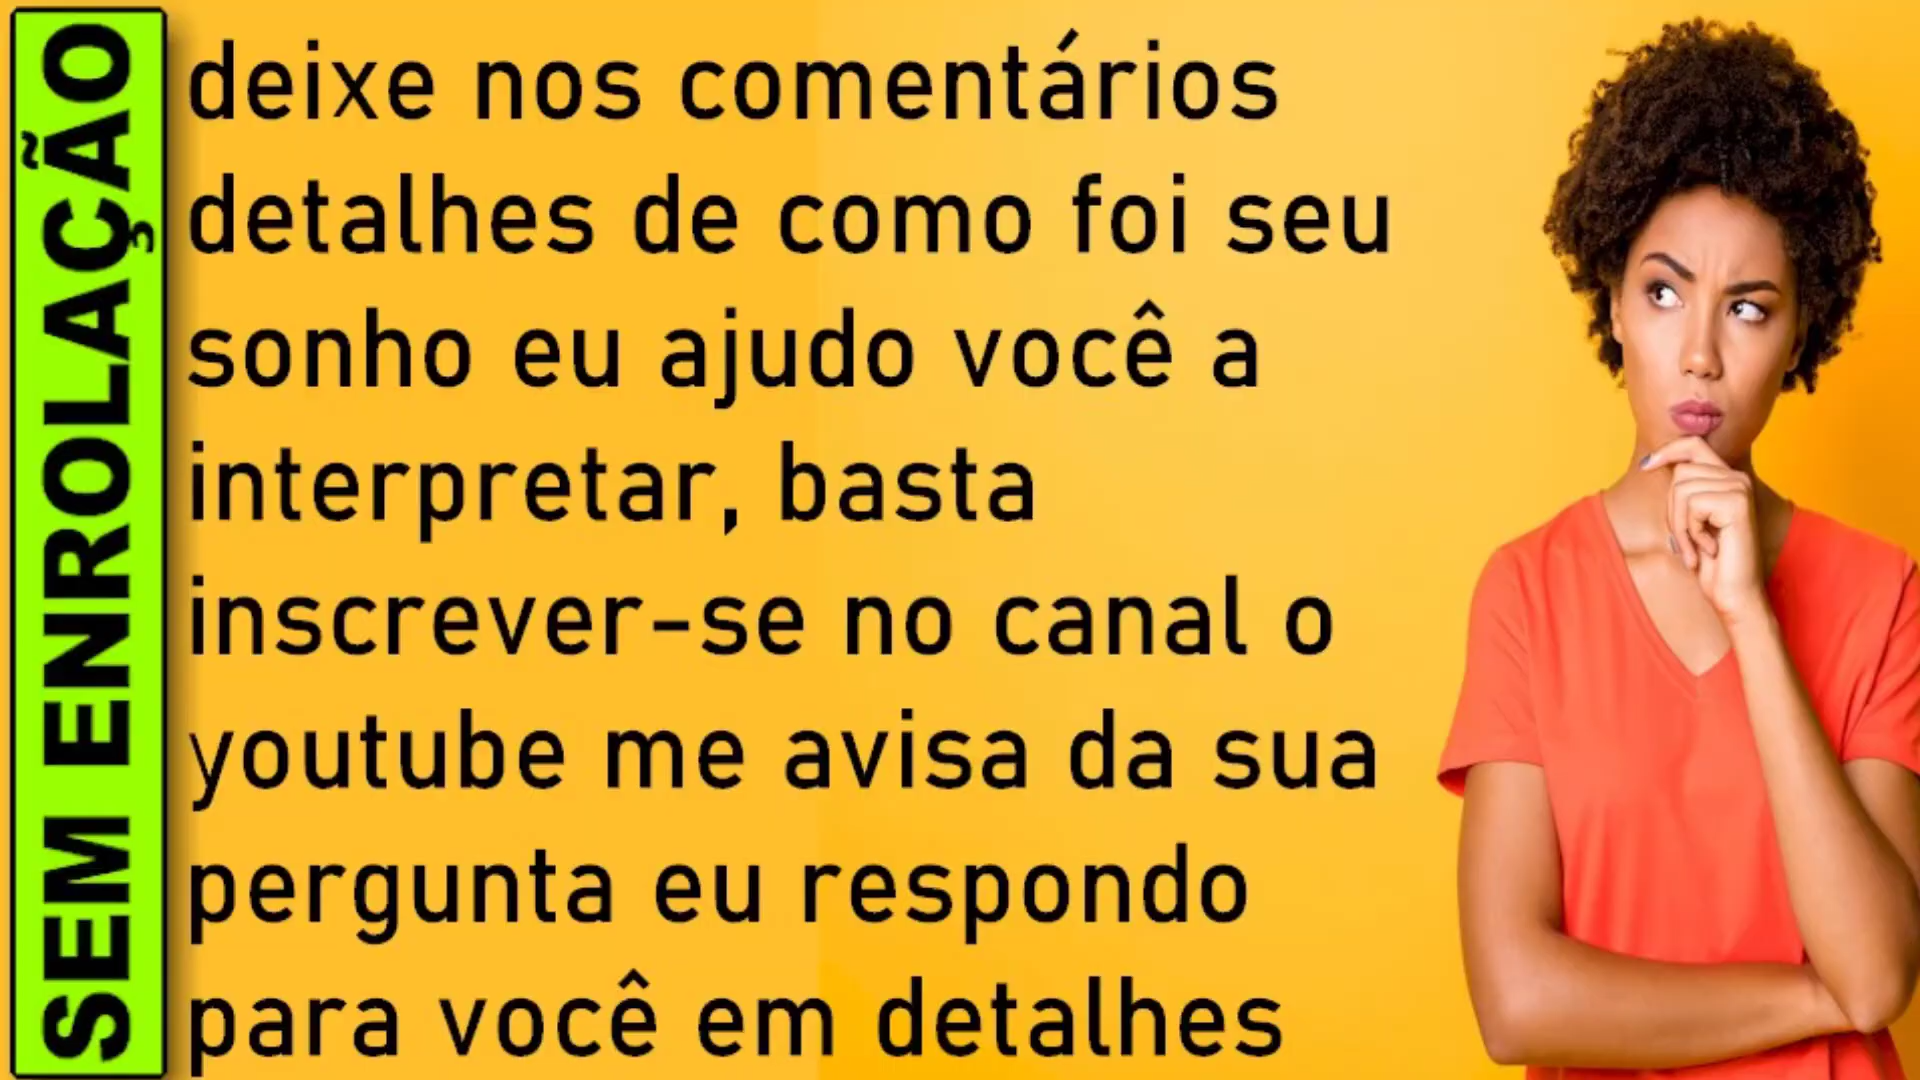 SEM ENROLAÇÃO
deixe nos comentários
detalhes de como foi seu
sonho eu ajudo você a
interpretar, basta
inscrever-se no canal o
youtube me avisa da sua
pergunta eu respondo
para você em detalhes